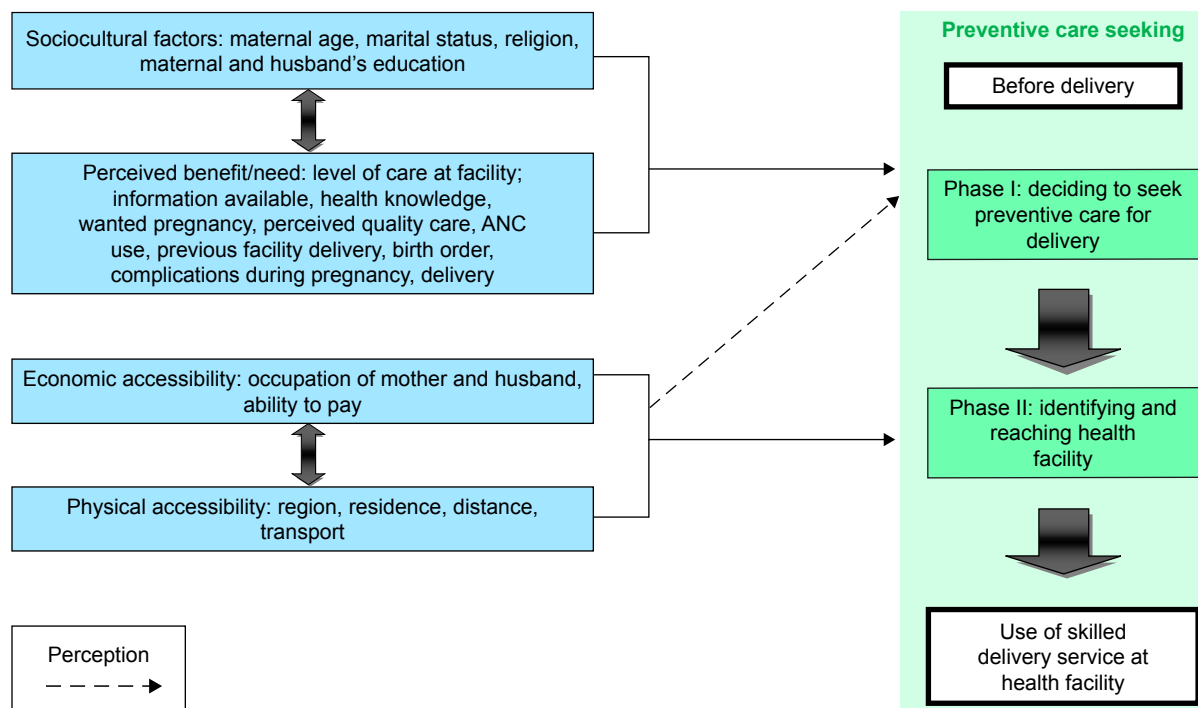 Sociocultural factors: maternal age, marital status, religion,
maternal and husband's education
Perceived benefit/need: level of care at facility;
information available, health knowledge,
wanted pregnancy, perceived quality care, ANC
use, previous facility delivery, birth order,
complications during pregnancy, delivery
Economic accessibility: occupation of mother and husband,
ability to pay
Physical accessibility: region, residence, distance,
transport
Perception
Preventive care seeking
Before delivery
Phase I: deciding to seek
preventive care for
delivery
Phase II: identifying and
reaching health
facility
Use of skilled
delivery service at
health facility